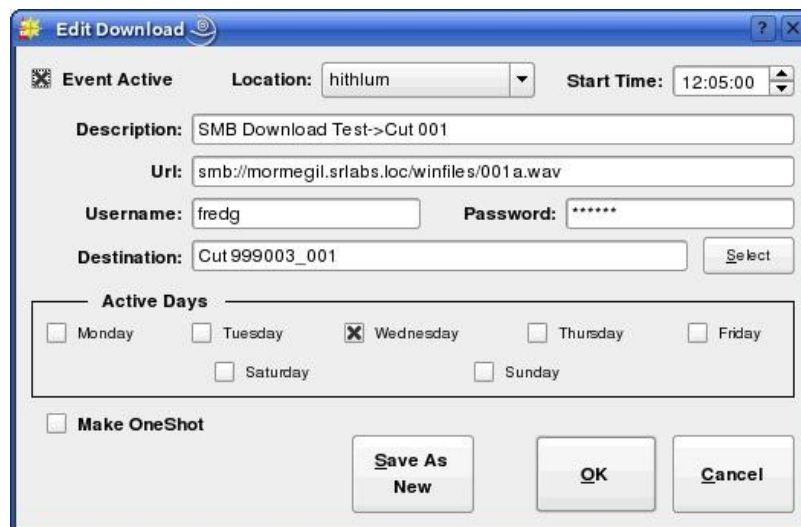 Edit Download
Event Active Location: hithlum Start Time: 12:05:00
Description: SMB Download Test->Cut 001
Url: smb://mormegil.srlabs.loc/winfiles/001a.wav
Username: fredg Password: ******
Destination: Cut 999003_001 Select
Active Days
Monday Tuesday Wednesday Thursday Friday
Saturday Sunday
Make OneShot
Save As
New
OK
Cancel